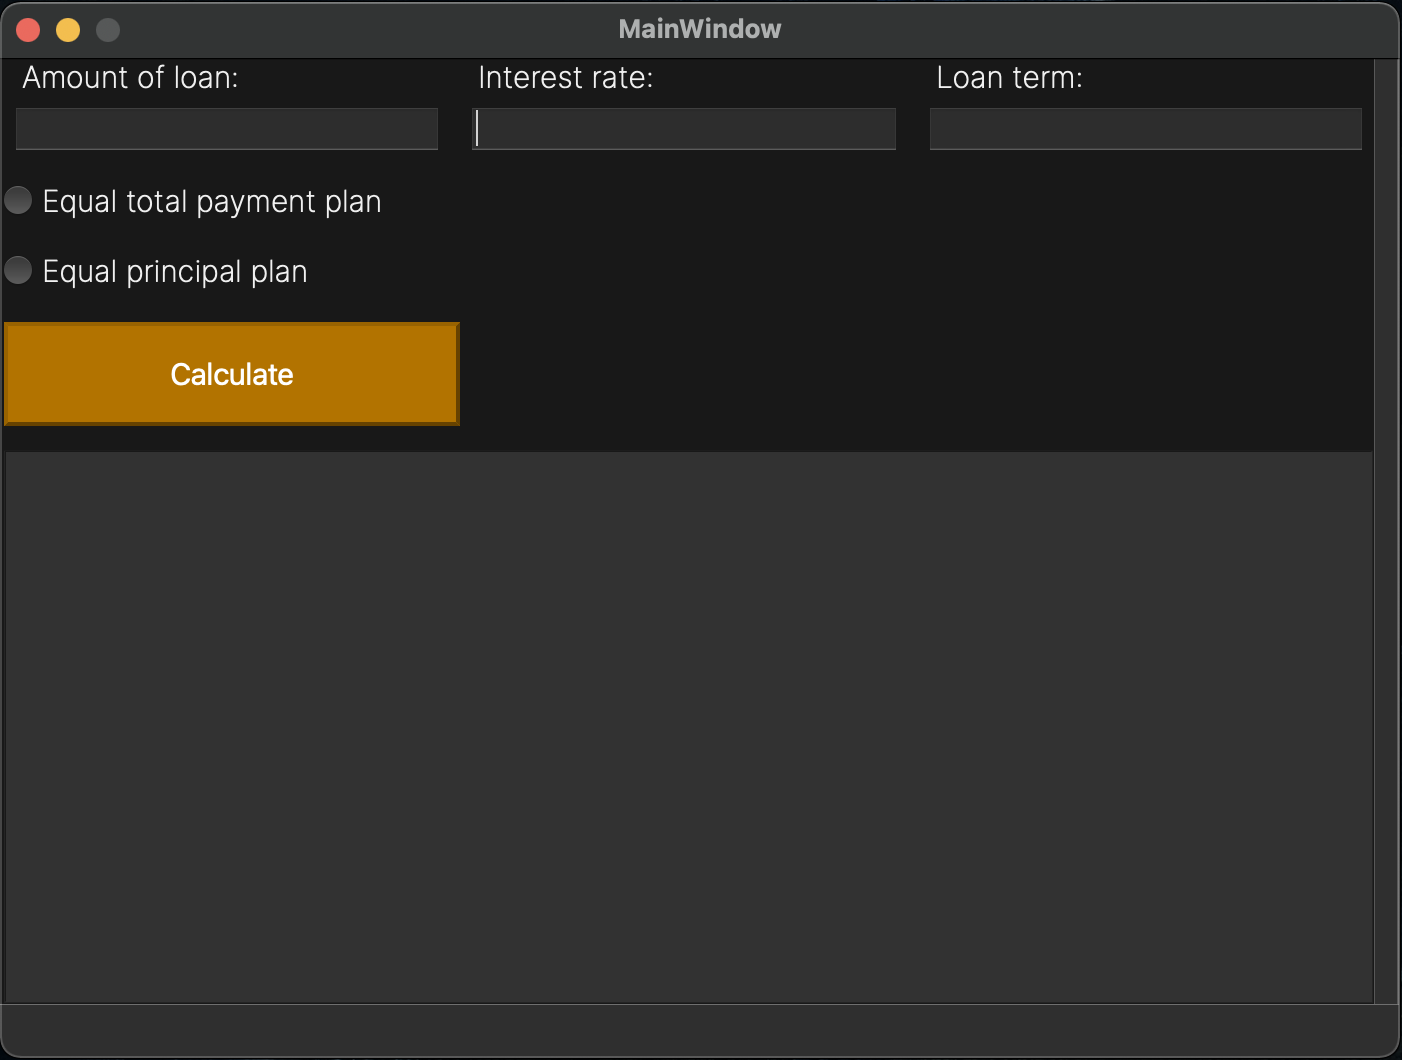 MainWindow
Amount of loan: Interest rate: Loan term:
Equal total payment plan
Equal principal plan
Calculate